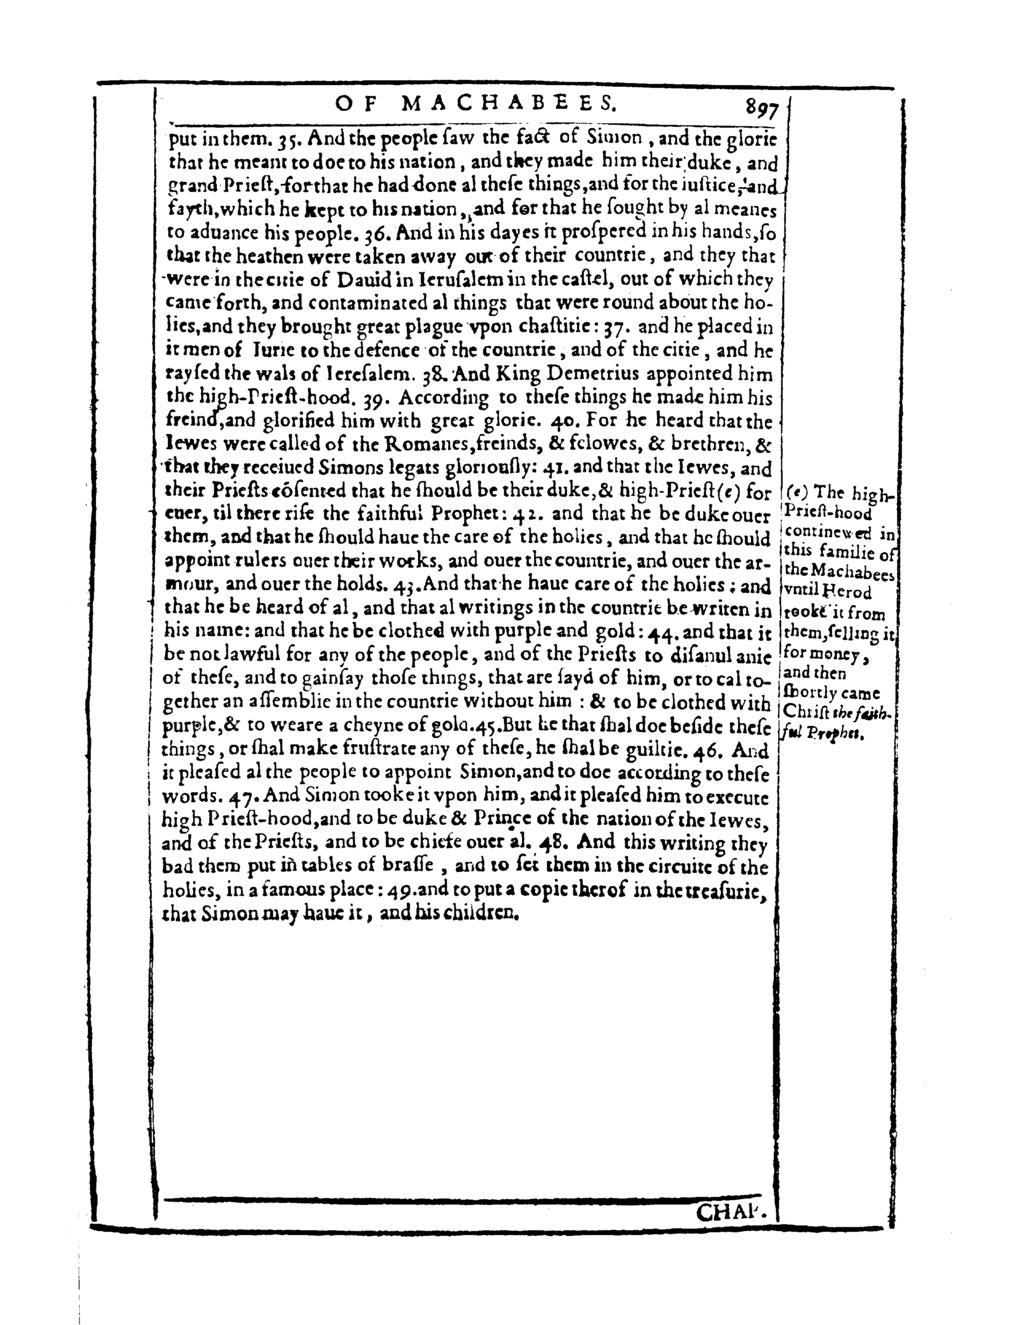 OF MACHABEES. 897
put in them. 35. And the people ſaw the fact of Simon, and the glorie
that he meant to doe to his nation, and they made him their duke, and
grand Prieſt, for that he had done al theſe things, and for the iuſtice, and
fayth, which he kept to his nation, and for that he ſought by al meanes
to aduance his people. 36. And in his dayes it proſpered in his hands, ſo
that the heathen were taken away out of their countrie, and they that
were in the citie of Dauid in Ieruſalem in the caſtel, out of which they
came forth, and contaminated al things that were round about the ho-
lies, and they brought great plague vpon chaſtitie: 37. and he placed in
it men of Iurie to the defence of the countrie, and of the citie, and he
rayſed the wals of Ierеſalem. 38. And King Demetrius appointed him
the high-Prieſt-hood. 39. According to theſe things he made him his
freind, and glorified him with great glorie. 40. For he heard that the
Iewes were called of the Romanes, freinds, & felowes, & brethren, &
that they receiued Simons legats gloriouſly: 41. and that the Iewes, and
their Prieſts cõſented that he ſhould be their duke, & high-Prieſt (e) for
euer, til there riſe the faithful Prophet: 42. and that he be duke ouer
them, and that he ſhould haue the care of the holies, and that he ſhould
appoint rulers ouer their works, and ouer the countrie, and ouer the ar-
mour, and ouer the holds. 43. And that he haue care of the holies; and
that he be heard of al, and that al writings in the countrie be writen in
his name: and that he be clothed with purple and gold: 44. and that it
be not lawful for any of the people, and of the Prieſts to diſanul anie
of theſe, and to gainſay thoſe things, that are ſayd of him, or to cal to-
gether an aſſemblie in the countrie without him: & to be clothed with
purple, & to weare a cheyne of gold. 45. But he that ſhal doe beſide theſe
things, or ſhal make fruſtrate any of theſe, he ſhal be guiltie. 46. And
it pleaſed al the people to appoint Simon, and to doe according to theſe
words. 47. And Simon tooke it vpon him, and it pleaſed him to execute
high Prieſt-hood, and to be duke & Prince of the nation of the Iewes,
and of the Prieſts, and to be chiefe ouer al. 48. And this writing they
bad them put in tables of braſſe, and to ſet them in the circuite of the
holies, in a famous place: 49. and to put a copie therof in the treaſurie,
that Simon may haue it, and his children.
(e) The high-
Prieſt-hood
continewed in
this familie of
the Machabees
vntil Herod
tooke it from
them, ſelling it
for money,
and then
ſhortly came
Chriſt the faith-
ful Prophet.
CHAP.